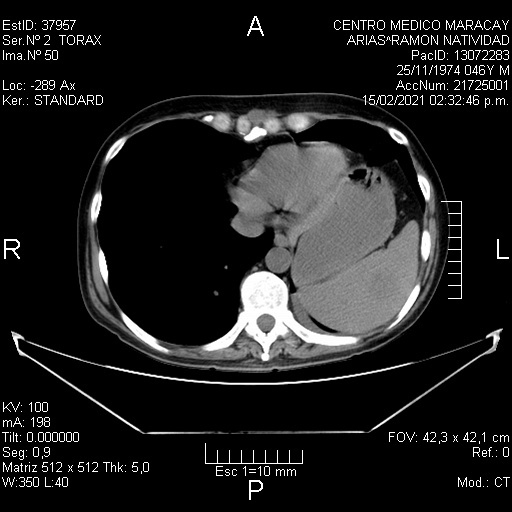 EstID: 37957
Ser.Nº 2 TORAX
Ima.Nº 50
Loc: -289 Ax
Ker.: STANDARD
A
CENTRO MEDICO MARACAY
ARIAS^RAMON NATIVIDAD
PacID: 13072283
25/11/1974 046Y M
AccNum: 21725001
15/02/2021 02:32:46 p.m.
R
L
KV: 100
mA: 198
Tilt: 0.000000
Seg: 0,9
Matriz 512 x 512 Thk: 5,0
W:350 L:40
Esc 1=10 mm
P
FOV: 42,3 x 42,1 cm
Ref.: 0
Mod.: CT